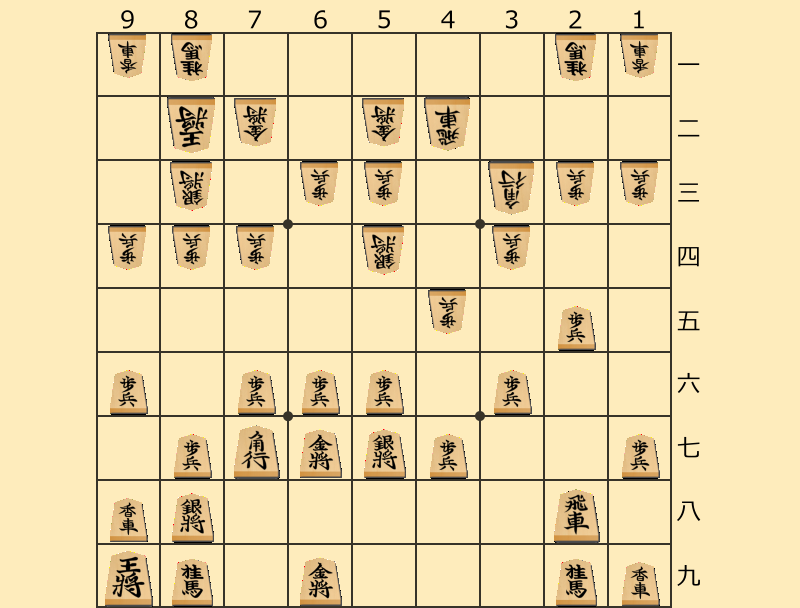 9 8 7 6 5 4 3 2 1
香車 桂馬 桂馬 香車 一
王將 金將 金將 飛車 二
銀將 歩兵 歩兵 角行 歩兵 歩兵 三
歩兵 歩兵 歩兵 銀將 歩兵 四
歩兵 歩兵 五
歩兵 歩兵 歩兵 歩兵 歩兵 六
歩兵 角行 金將 銀將 歩兵 歩兵 七
香車 銀將 飛車 八
王將 桂馬 金將 桂馬 香車 九